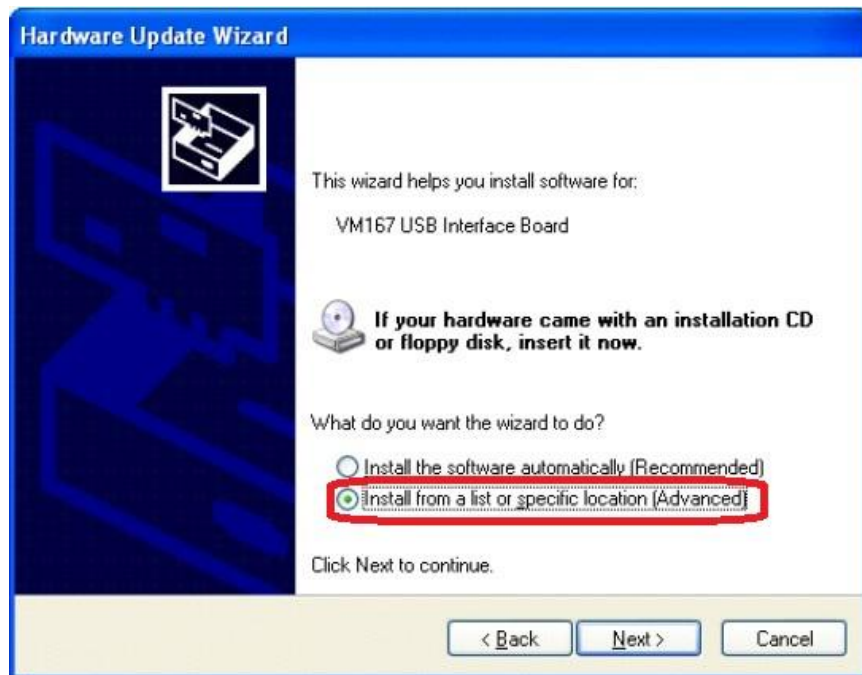 Hardware Update Wizard
This wizard helps you install software for:
VM167 USB Interface Board
If your hardware came with an installation CD
or floppy disk, insert it now.
What do you want the wizard to do?
Install the software automatically (Recommended)
Install from a list or specific location (Advanced)
Click Next to continue.
< Back
Next >
Cancel